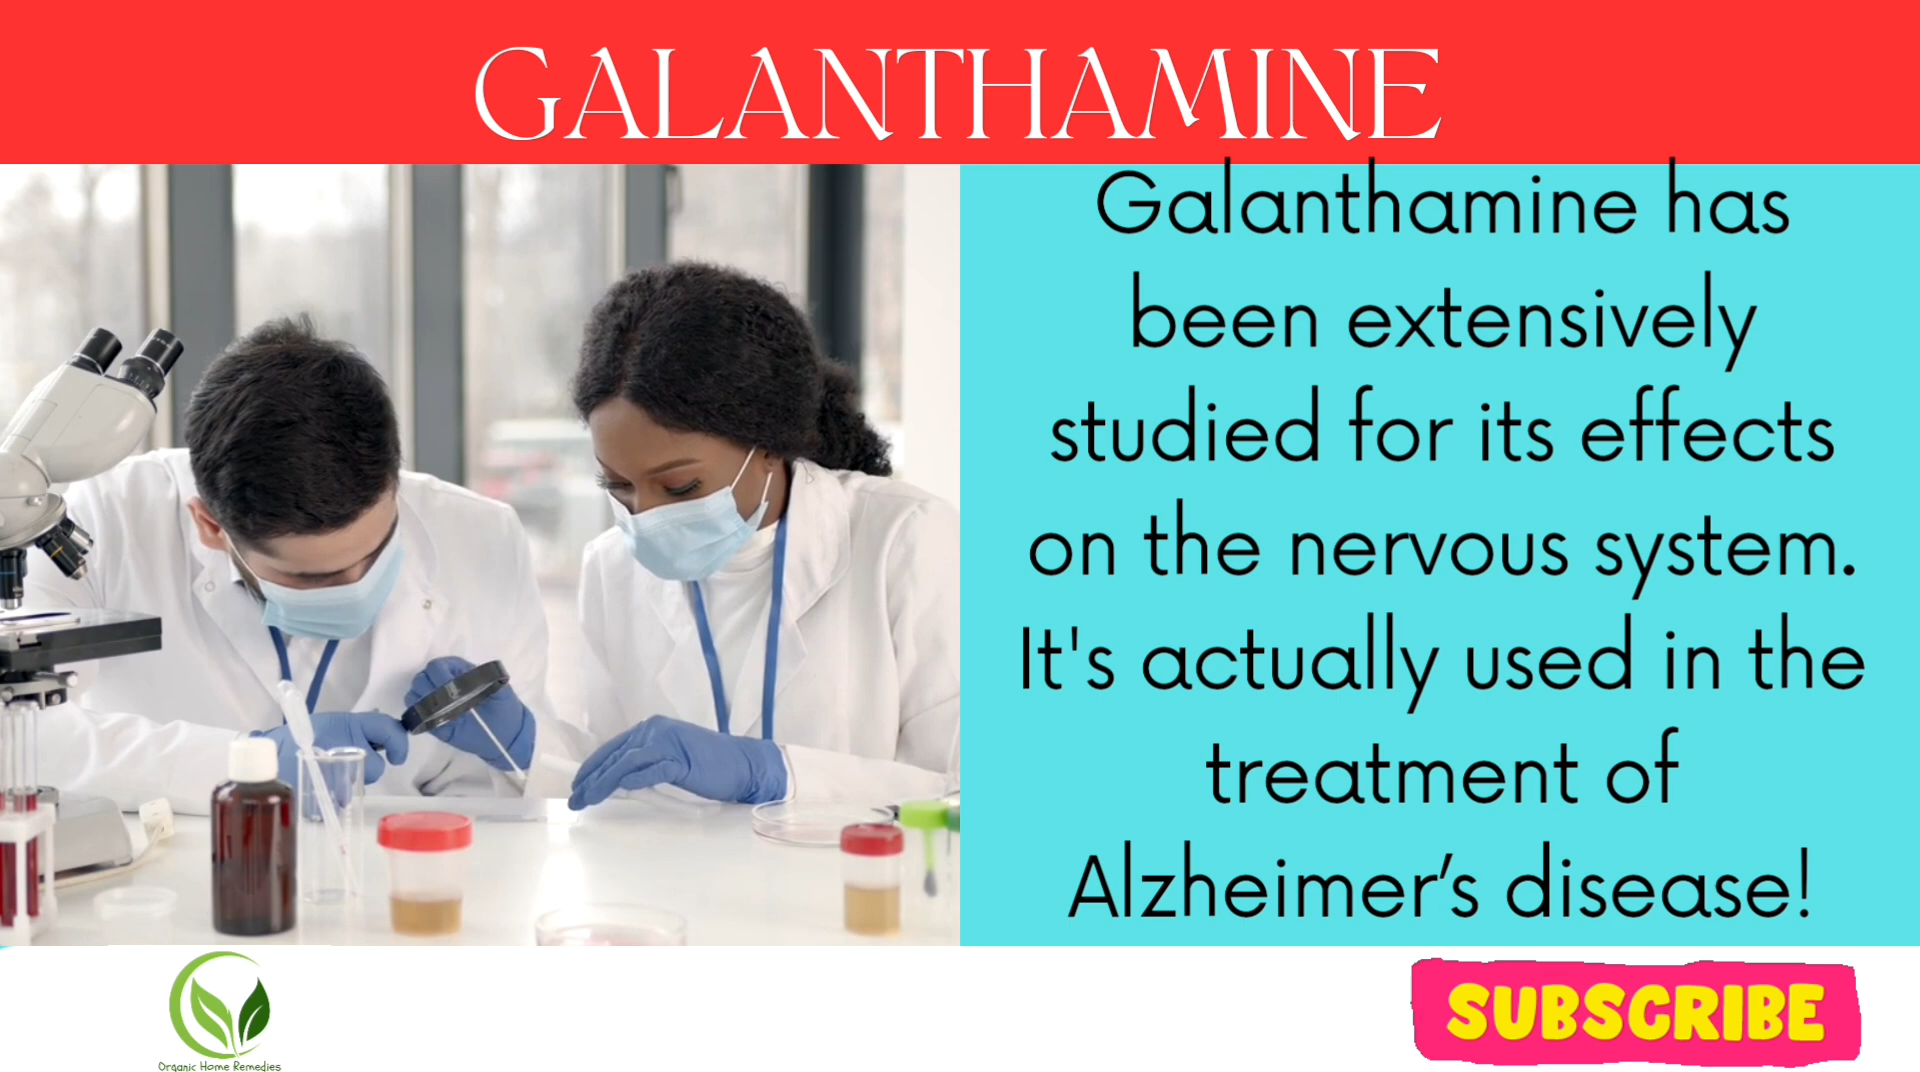 GALANTHAMINE
Galanthamine has
been extensively
studied for its effects
on the nervous system.
It's actually used in the
treatment of
Alzheimer’s disease!
Organic Home Remedies
SUBSCRIBE